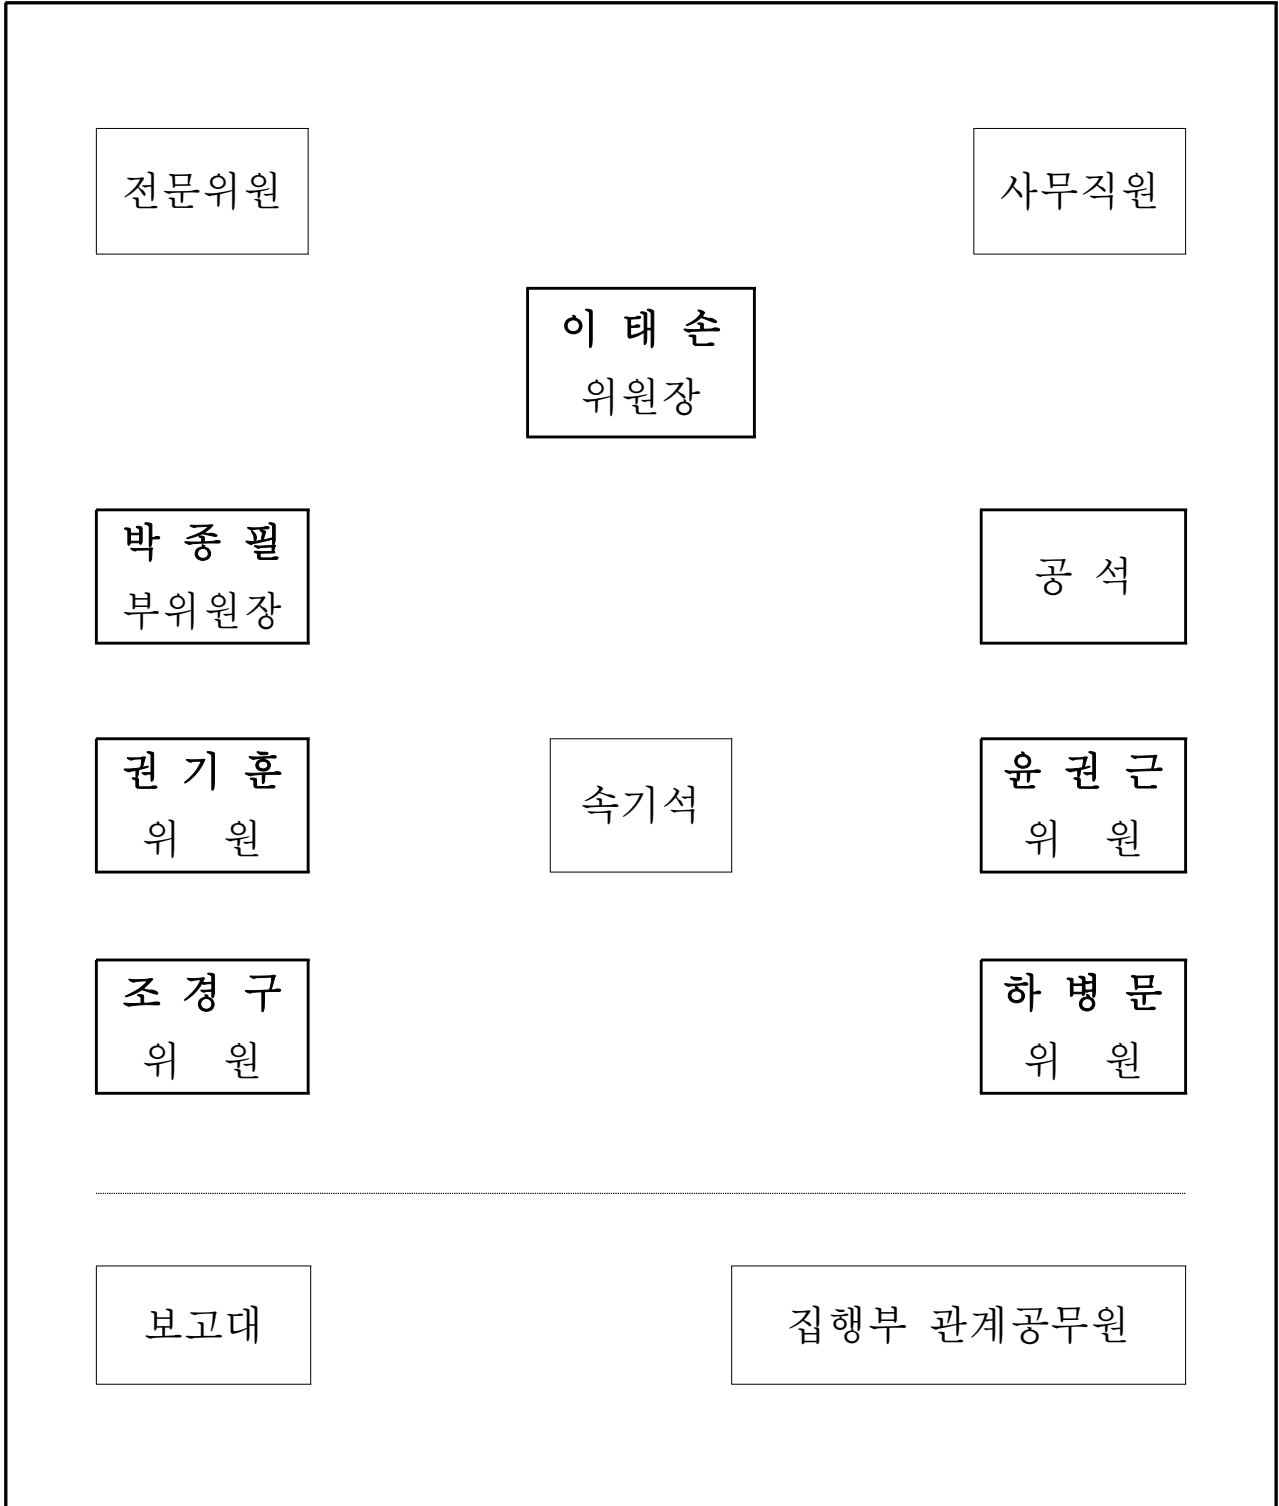 전문위원
사무직원
이 태 손
위원장
박 종 필
부위원장
공 석
권 기 훈
위 원
속기석
윤 권 근
위 원
조 경 구
위 원
하 병 문
위 원
보고대
집행부 관계공무원